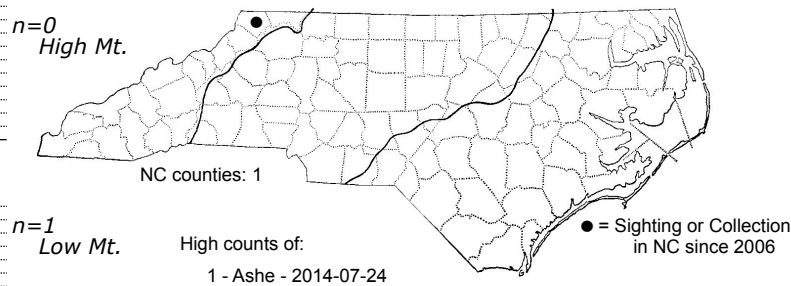 n=0
High Mt.
NC counties: 1
n=1
Low Mt.
High counts of:
1 - Ashe - 2014-07-24
● = Sighting or Collection
in NC since 2006